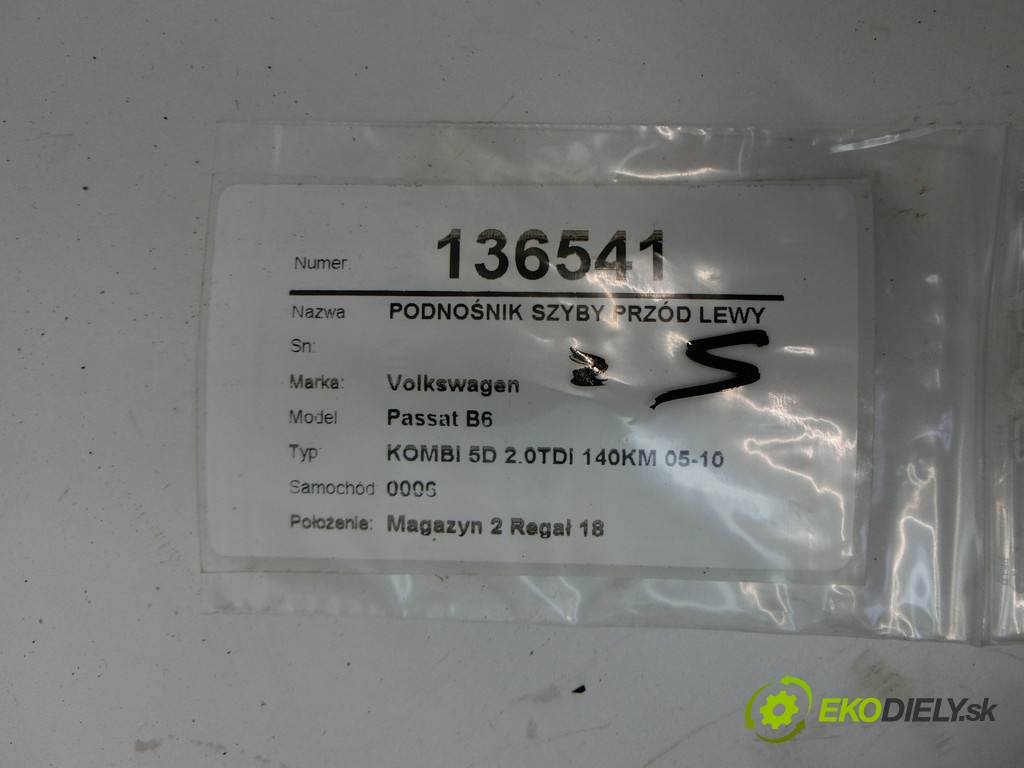 Numer: 136541
Nazwa PODNOŚNIK SZYBY PRZÓD LEWY
Sn:
Marka: Volkswagen
Model Passat B6
Typ KOMBI 5D 2.0TDI 140KM 05-10
Samochód 0006
Położenie: Magazyn 2 Regał 18
EKODIELY.sk